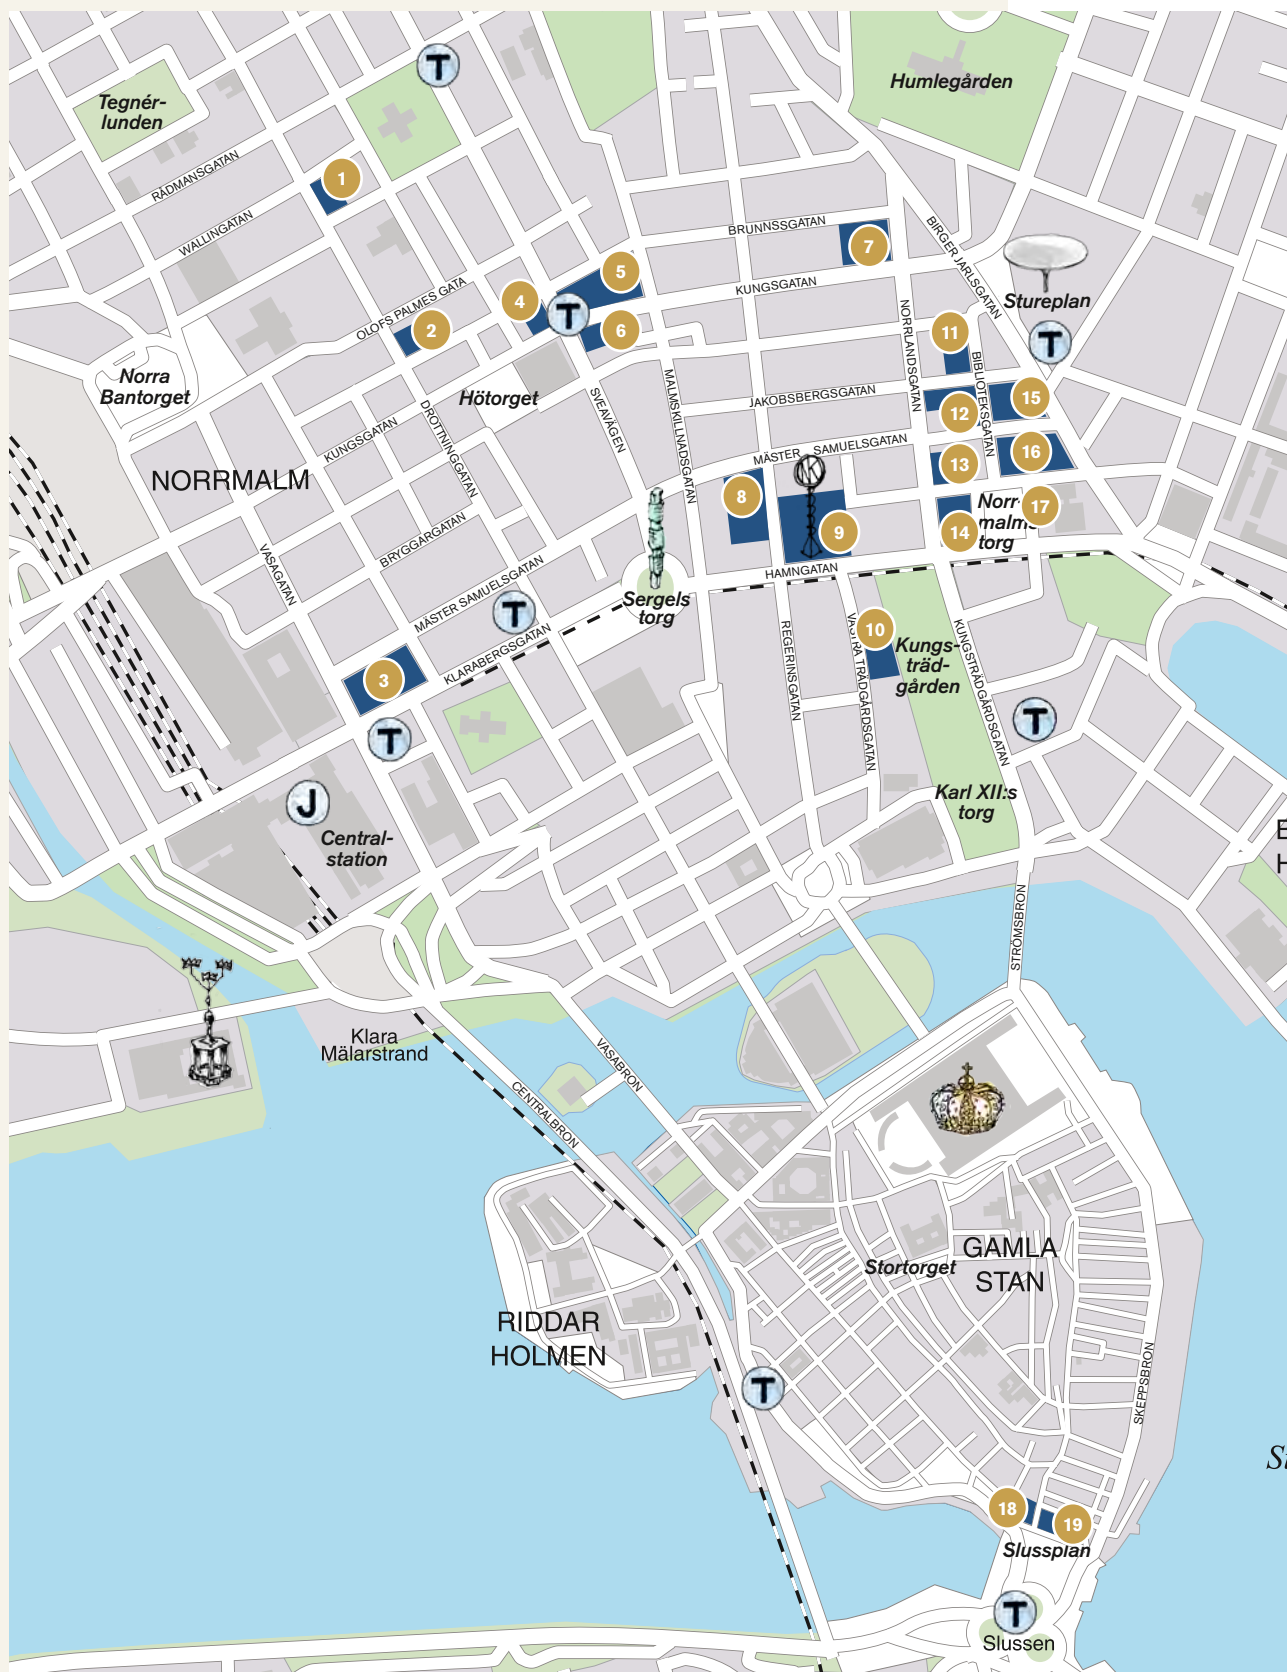 T
Humlegården
Tegnér-
lunden
RÅDMANSGATAN
1
WALLINGATAN
BRUNNSSGATAN
7
BIRGER JARLSGATAN
5
KUNGSGATAN
Stureplan
4
T
OLOFS PALMES GATA
2
6
NORRLANDSGATAN
11
T
Norra
Bantorget
Hötorget
SVEAVÄGEN
MALMSKILLNADSGATAN
JAKOBSBERGSGATAN
BIBLIOTEKSGATAN
15
12
KUNGSGATAN
DROTTNINGGATAN
MÄSTER SAMUELSGATAN
NORRMALM
NK
13
16
8
9
14
Norr-
malms
torg
17
VASAGATAN
BRYGGARGATAN
MÄSTER SAMUELSGATAN
HAMNGATAN
Sergels
torg
T
KLARABERGSGATAN
3
REGERINSGATAN
VÄSTRA TRÄDGÅRDSGATAN
10
Kungs-
träd-
gården
KUNGSTRÄDGÅRDSGATAN
T
T
J
Central-
station
Karl XII:s
torg
E
H
STRÖMSBRON
Klara
Mälarstrand
VASABRON
CENTRALBRON
GAMLA
STAN
Stortorget
RIDDAR
HOLMEN
SKEPPSBRON
T
18
19
Slussplan
T
Slussen